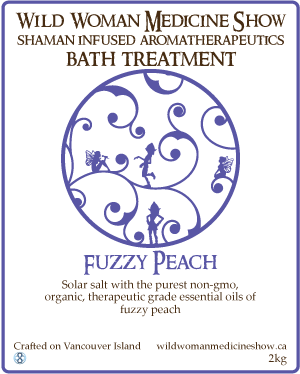 Wild Woman Medicine Show
Shaman Infused Aromatherapeutics
Bath Treatment
Fuzzy Peach
Solar salt with the purest non-gmo,
organic, therapeutic grade essential oils of
fuzzy peach
Crafted on Vancouver Island wildwomanmedicineshow.ca
2kg